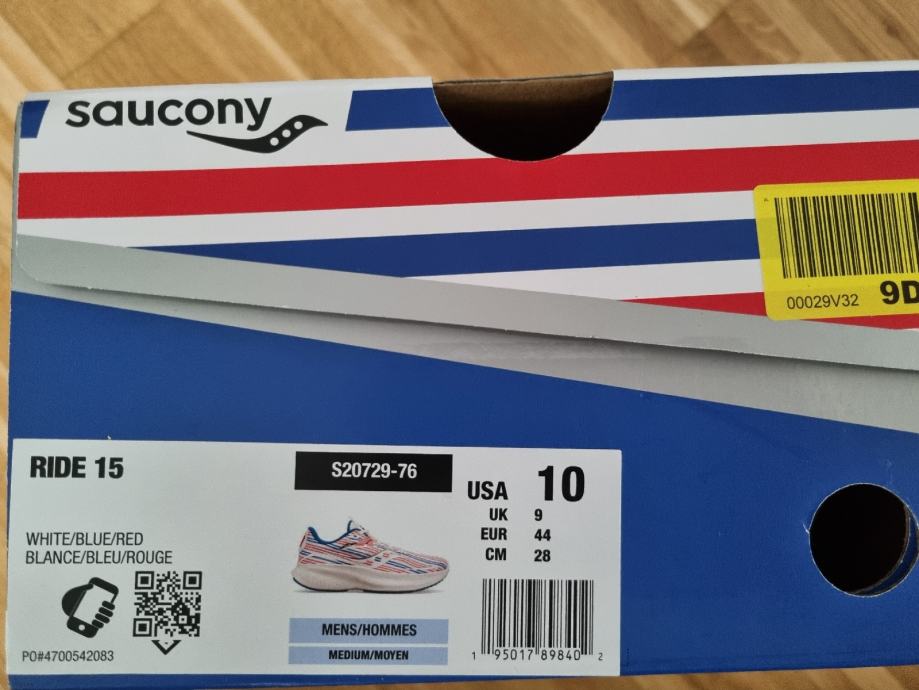 saucony
00029V32 9D
RIDE 15
S20729-76
USA 10
UK 9
EUR 44
CM 28
WHITE/BLUE/RED
BLANCE/BLEU/ROUGE
MENS/HOMMES
MEDIUM/MOYEN
PO#4700542083
1 95017 89840 2